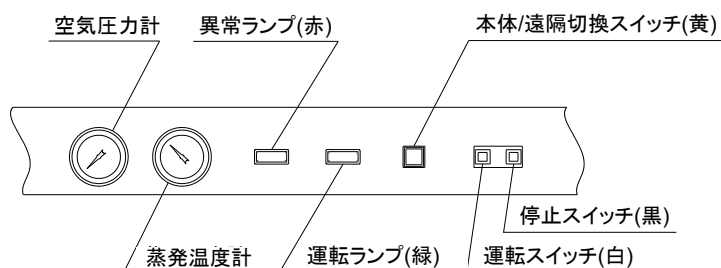 空気圧力計
異常ランプ(赤)
本体/遠隔切換スイッチ(黄)
停止スイッチ(黒)
蒸発温度計
運転ランプ(緑)
運転スイッチ(白)